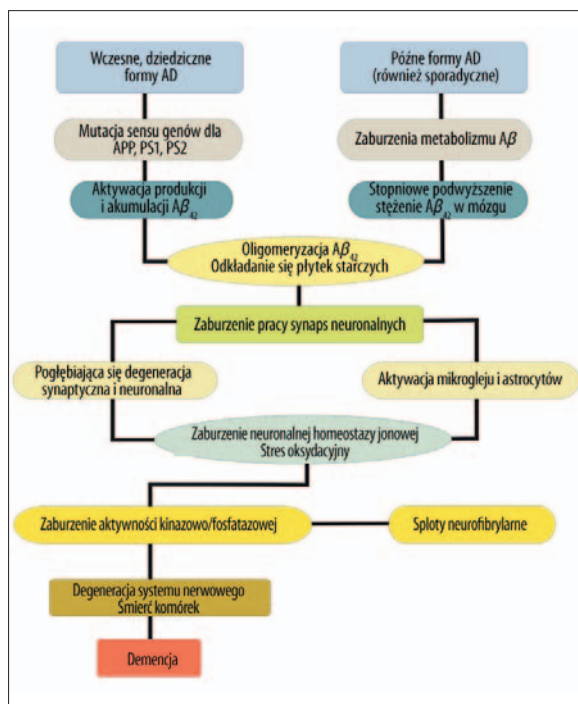 Wczesne, dziedziczne
formy AD
Późne formy AD
(również sporadyczne)
Mutacja sensu genów dla
APP, PS1, PS2
Zaburzenia metabolizmu Aβ
Aktywacja produkcji
i akumulacji Aβ₄₂
Stopniowe podwyższenie
stężenie Aβ₄₂ w mózgu
Oligomeryzacja Aβ₄₂
Odkładanie się płytek starczych
Zaburzenie pracy synaps neuronalnych
Pogłębiająca się degeneracja
synaptyczna i neuronalna
Aktywacja mikrogleju i astrocytów
Zaburzenie neuronalnej homeostazy jonowej
Stres oksydacyjny
Zaburzenie aktywności kinazowo/fosfatazowej
Sploty neurofibrylarne
Degeneracja systemu nerwowego
Śmierć komórek
Demencja